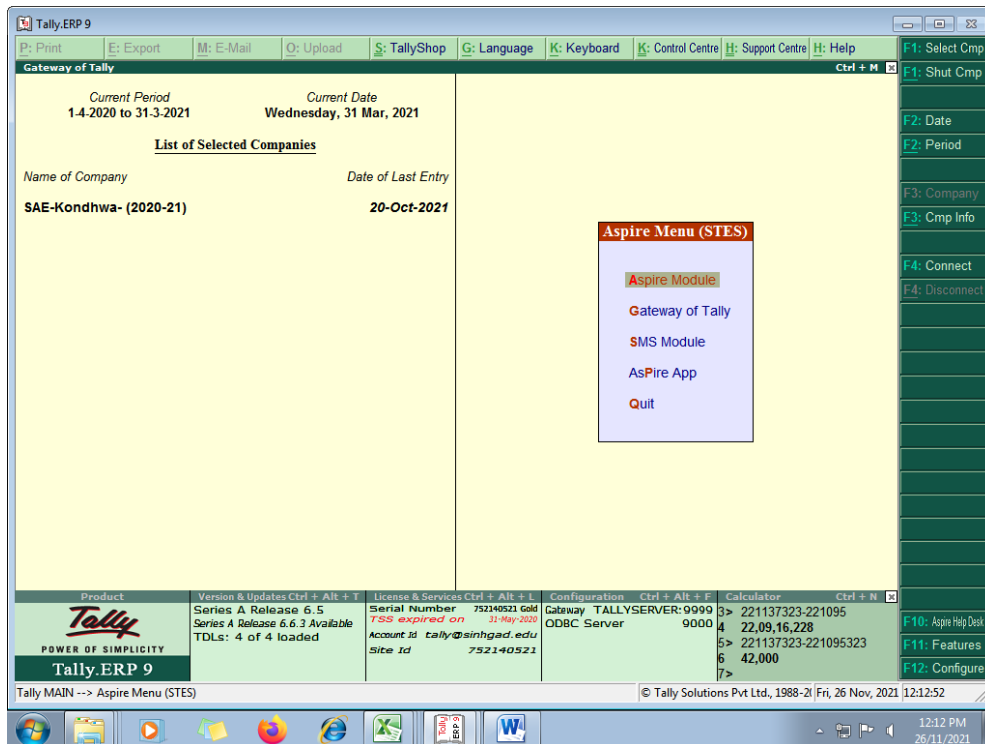 Tally.ERP 9
P: Print E: Export M: E-Mail O: Upload S: TallyShop G: Language K: Keyboard K: Control Centre H: Support Centre H: Help
Gateway of Tally Ctrl + M
Current Period Current Date
1-4-2020 to 31-3-2021 Wednesday, 31 Mar, 2021
List of Selected Companies
Name of Company Date of Last Entry
SAE-Kondhwa- (2020-21) 20-Oct-2021
Aspire Menu (STES)
Aspire Module
Gateway of Tally
SMS Module
AsPire App
Quit
F1: Select Cmp
F1: Shut Cmp
F2: Date
F2: Period
F3: Company
F3: Cmp Info
F4: Connect
F4: Disconnect
F10: Aspire Help Desk
F11: Features
F12: Configure
Product
Tally
POWER OF SIMPLICITY
Tally.ERP 9
Version & Updates Ctrl + Alt + T
Series A Release 6.5
Series A Release 6.6.3 Available
TDLs: 4 of 4 loaded
License & Services Ctrl + Alt + L
Serial Number 752140521 Gold
TSS expired on 31-May-2020
Account Id tally@sinhgad.edu
Site Id 752140521
Configuration Ctrl + Alt + F
Gateway TALLYSERVER:9999
ODBC Server 9000
Calculator Ctrl + N
3> 221137323-221095
4 22,09,16,228
5> 221137323-221095323
6 42,000
7>
Tally MAIN --> Aspire Menu (STES) © Tally Solutions Pvt Ltd., 1988-2 Fri, 26 Nov, 2021 12:12:52
Tally
ERP 9
12:12 PM
26/11/2021